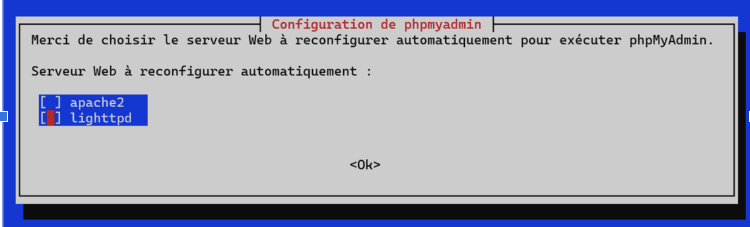 Configuration de phpmyadmin
Merci de choisir le serveur Web à reconfigurer automatiquement pour exécuter phpMyAdmin.
Serveur Web à reconfigurer automatiquement :
[ ] apache2
[ ] lighttpd
<Ok>